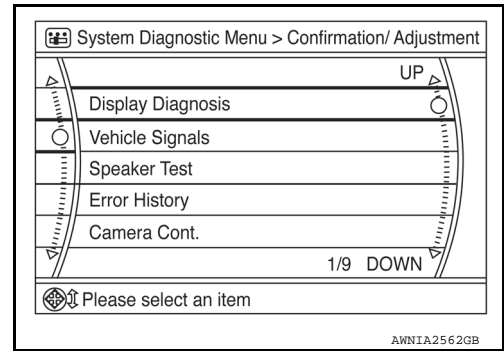 System Diagnostic Menu > Confirmation/ Adjustment
UP
Display Diagnosis
Vehicle Signals
Speaker Test
Error History
Camera Cont.
1/9 DOWN
Please select an item
AWNIA2562GB